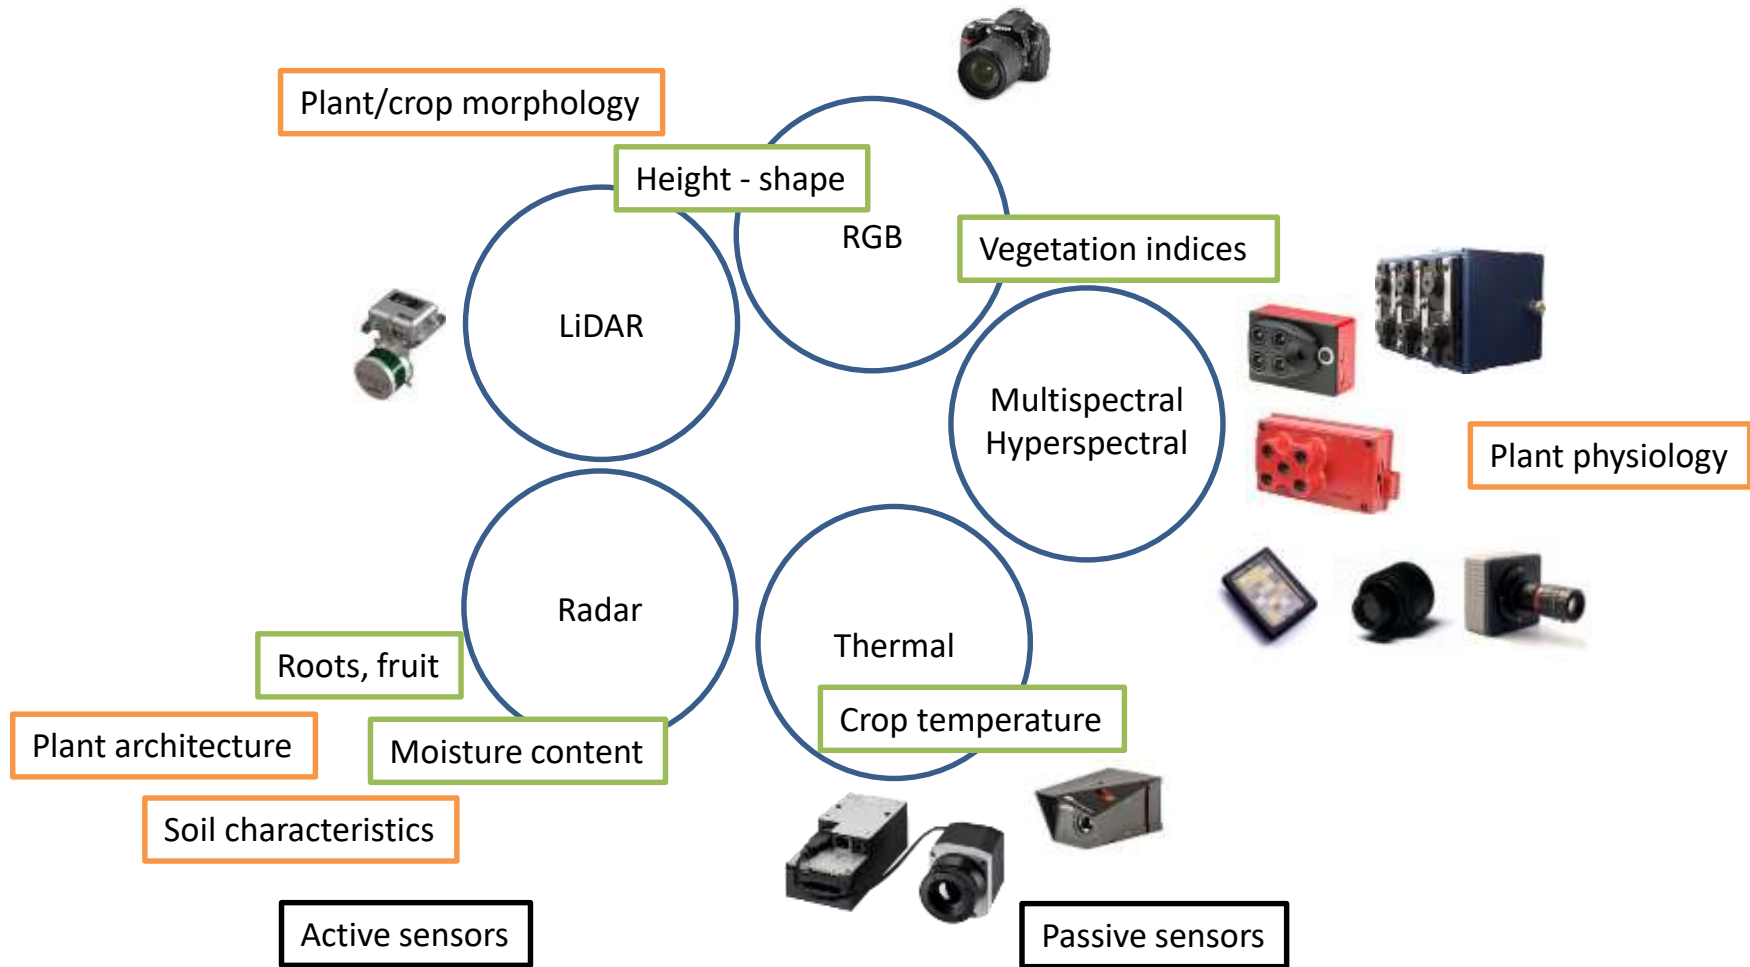 Plant/crop morphology
Height - shape
RGB
Vegetation indices
LiDAR
Multispectral
Hyperspectral
Plant physiology
Radar
Thermal
Roots, fruit
Crop temperature
Plant architecture
Moisture content
Soil characteristics
Active sensors
Passive sensors